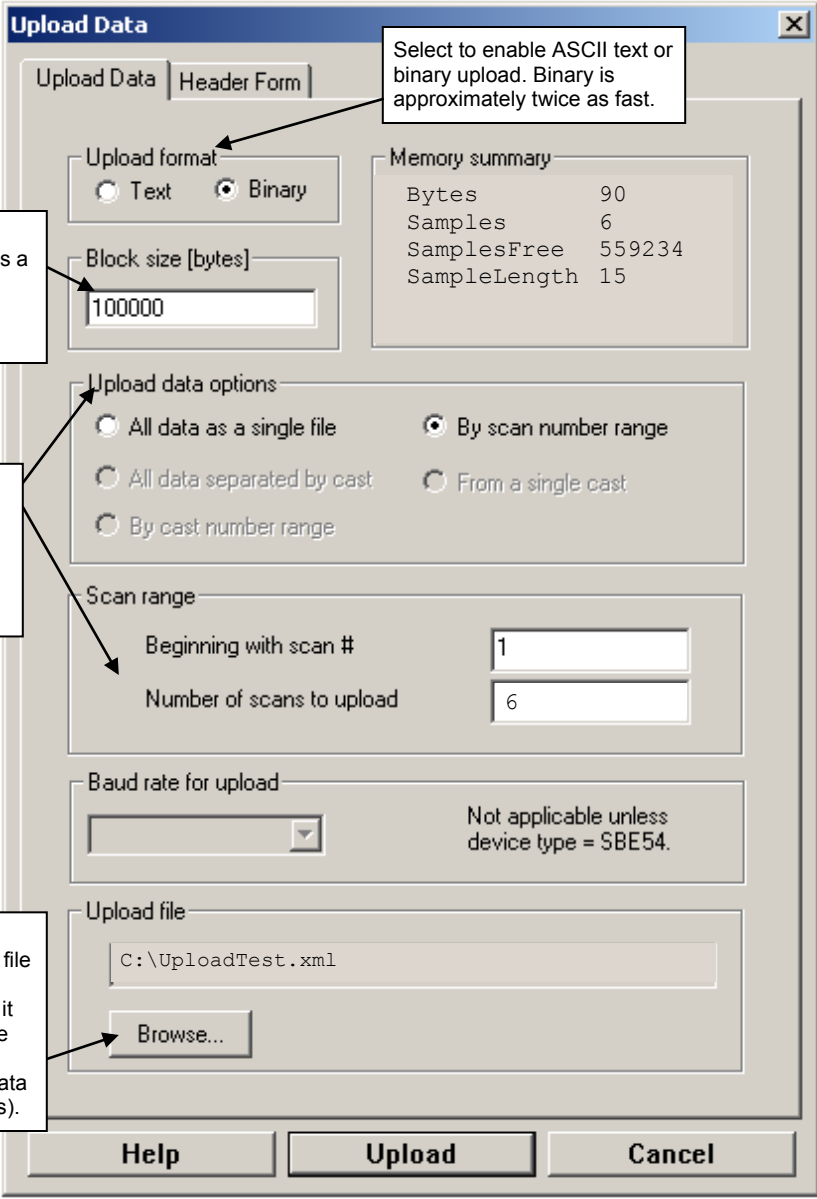 Upload Data
Select to enable ASCII text or
binary upload. Binary is
approximately twice as fast.
Upload Data
Header Form
Upload format
Text
Binary
Memory summary
Bytes 90
Samples 6
SamplesFree 559234
SampleLength 15
s a
Block size [bytes]
100000
Upload data options
All data as a single file
By scan number range
All data separated by cast
From a single cast
By cast number range
Scan range
Beginning with scan #
1
Number of scans to upload
6
Baud rate for upload
Not applicable unless
device type = SBE54.
Upload file
file
it
e
ata
s).
C:\UploadTest.xml
Browse...
Help
Upload
Cancel